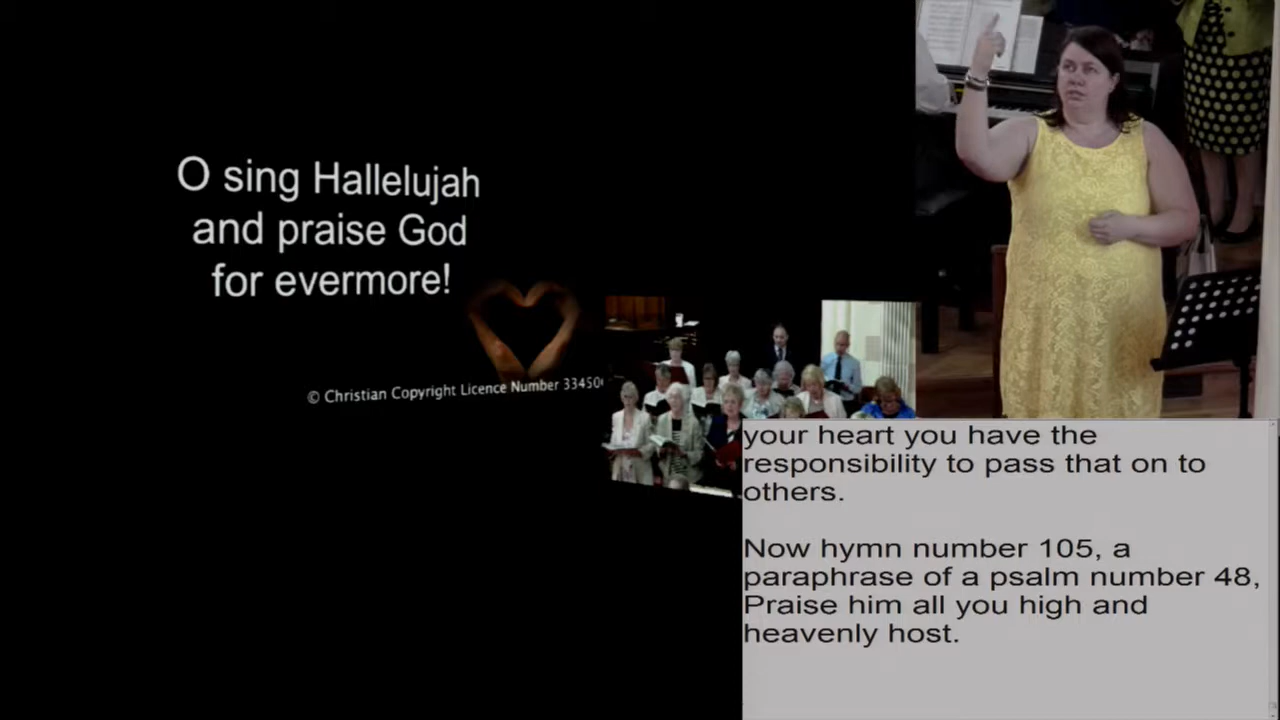 O sing Hallelujah
and praise God
for evermore!
© Christian Copyright Licence Number 33450
your heart you have the
responsibility to pass that on to
others.
Now hymn number 105, a
paraphrase of a psalm number 48,
Praise him all you high and
heavenly host.